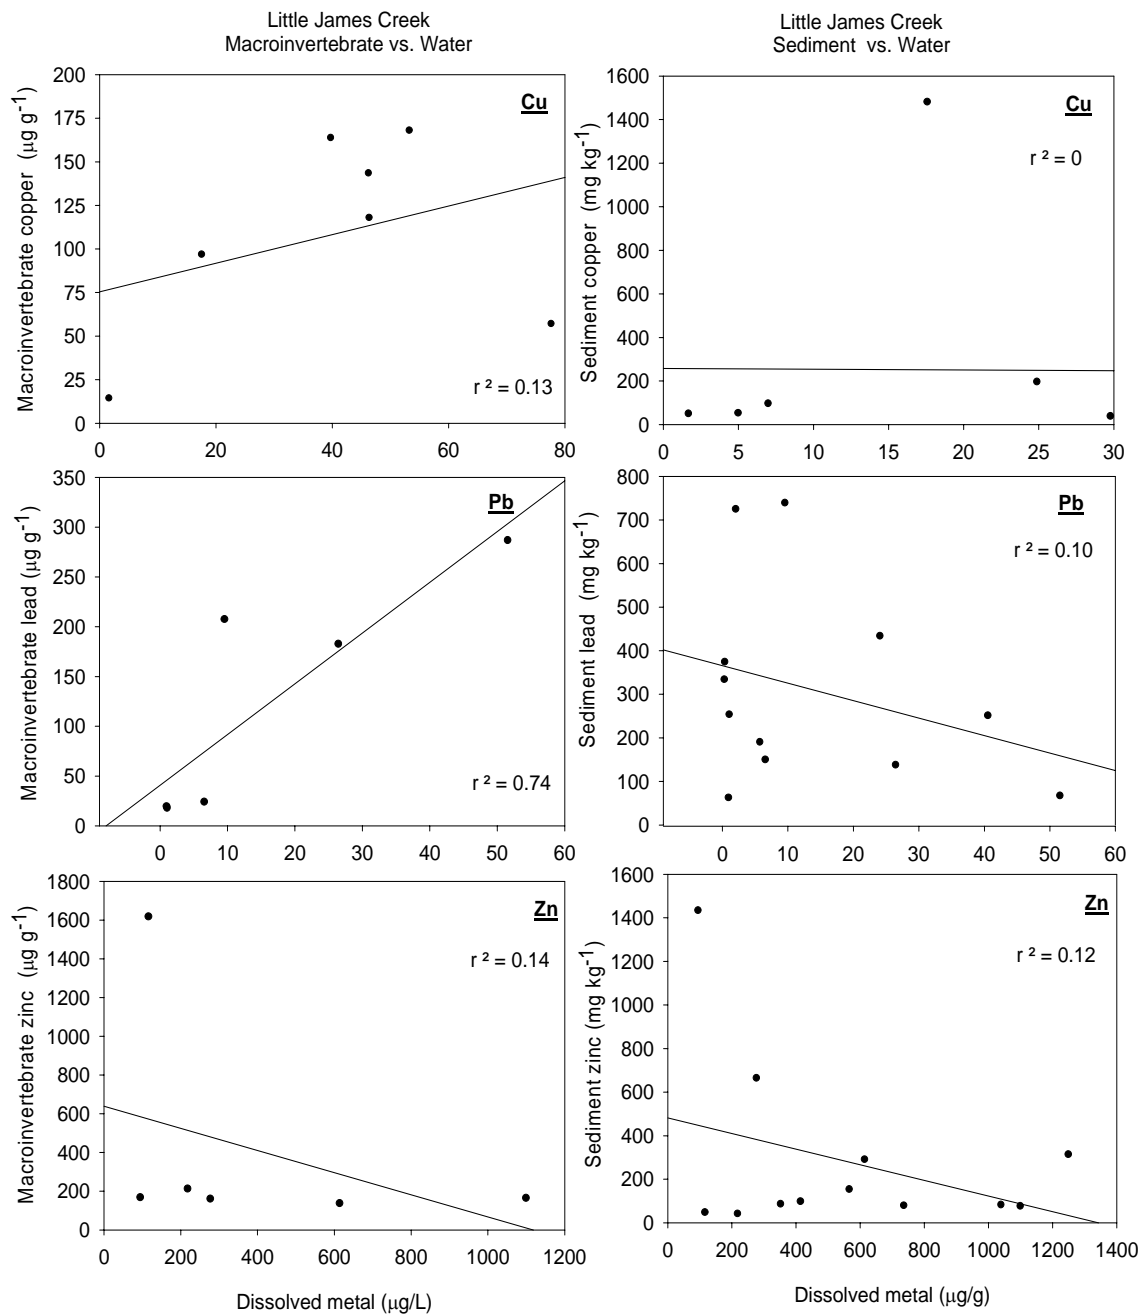 Little James Creek
Macroinvertebrate vs. Water
Little James Creek
Sediment vs. Water
Macroinvertebrate copper (µg g-1)
200
175
150
125
100
75
50
25
0
Cu
r ² = 0.13
0 20 40 60 80
Sediment copper (mg kg-1)
1600
1400
1200
1000
800
600
400
200
0
Cu
r ² = 0
0 5 10 15 20 25 30
Macroinvertebrate lead (µg g-1)
350
300
250
200
150
100
50
0
Pb
r ² = 0.74
0 10 20 30 40 50 60
Sediment lead (mg kg-1)
800
700
600
500
400
300
200
100
0
Pb
r ² = 0.10
0 10 20 30 40 50 60
Macroinvertebrate zinc (µg g-1)
1800
1600
1400
1200
1000
800
600
400
200
0
Zn
r ² = 0.14
0 200 400 600 800 1000 1200
Dissolved metal (µg/L)
Sediment zinc (mg kg-1)
1600
1400
1600
1000
800
600
400
200
0
Zn
r ² = 0.12
0 200 400 600 800 1000 1200 1400
Dissolved metal (µg/g)